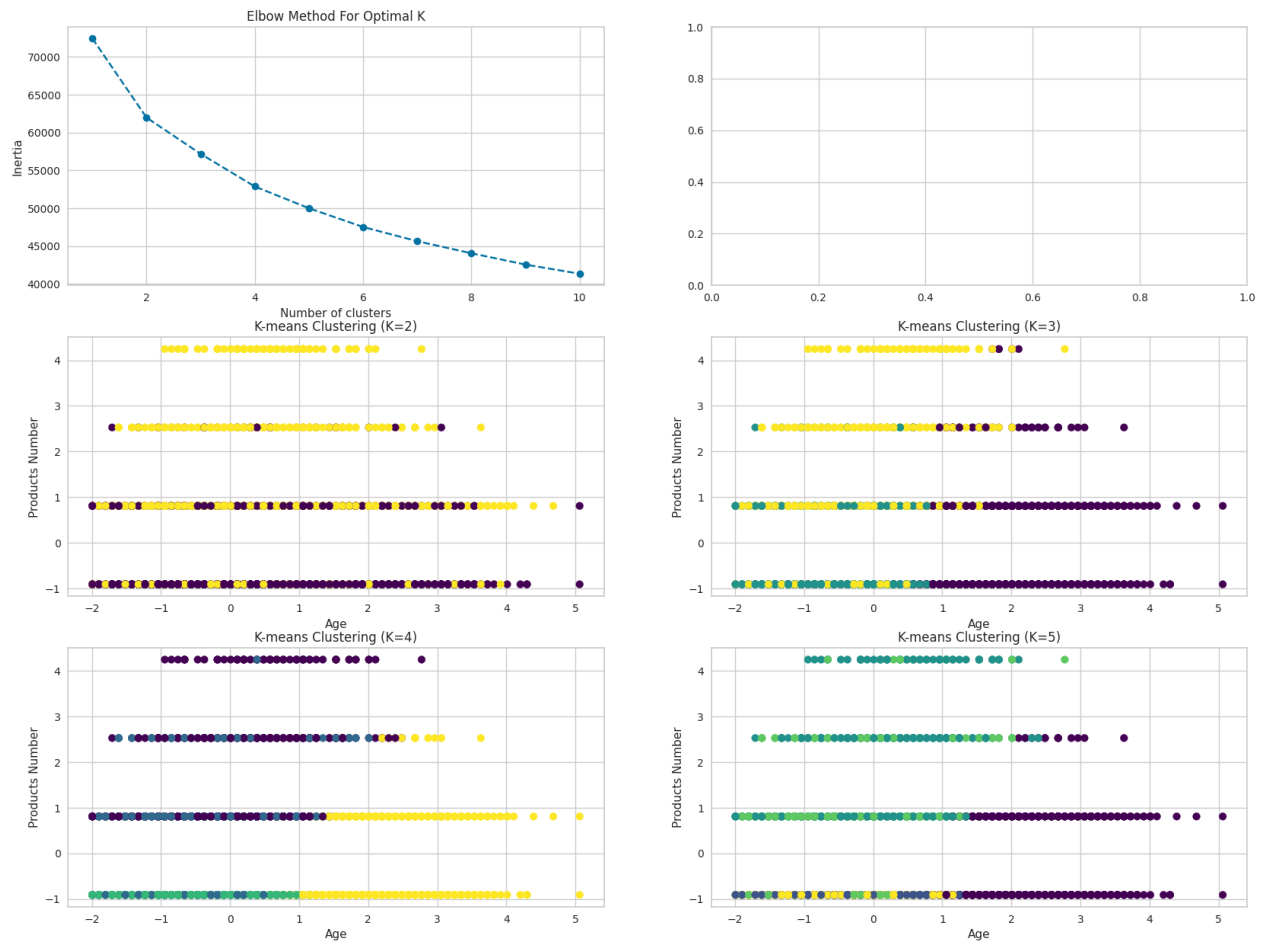 Elbow Method For Optimal K
70000
65000
60000
55000
50000
45000
40000
Inertia
2 4 6 8 10
Number of clusters
1.0
0.8
0.6
0.4
0.2
0.0
0.0 0.2 0.4 0.6 0.8 1.0
K-means Clustering (K=2)
4
3
2
1
0
−1
Products Number
−2 −1 0 1 2 3 4 5
Age
K-means Clustering (K=3)
4
3
2
1
0
−1
Products Number
−2 −1 0 1 2 3 4 5
Age
K-means Clustering (K=4)
4
3
2
1
0
−1
Products Number
−2 −1 0 1 2 3 4 5
Age
K-means Clustering (K=5)
4
3
2
1
0
−1
Products Number
−2 −1 0 1 2 3 4 5
Age